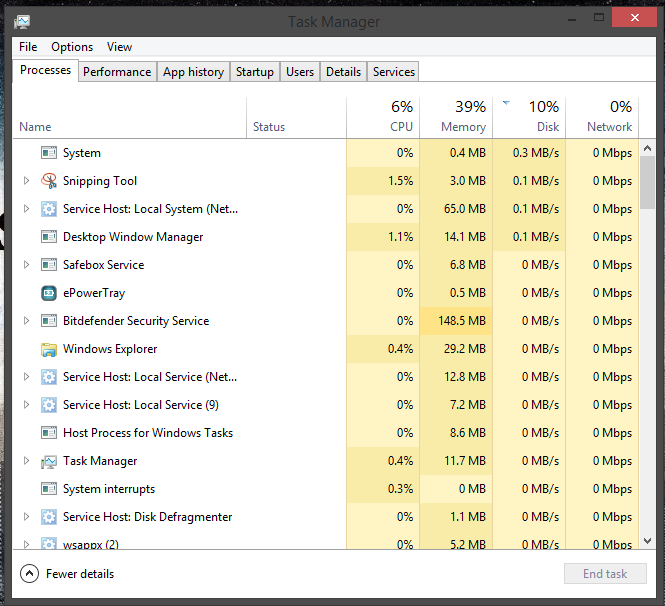 Task Manager
File Options View
Processes Performance App history Startup Users Details Services
6% 39% 10% 0%
Name Status CPU Memory Disk Network
System 0% 0.4 MB 0.3 MB/s 0 Mbps
Snipping Tool 1.5% 3.0 MB 0.1 MB/s 0 Mbps
Service Host: Local System (Net... 0% 65.0 MB 0.1 MB/s 0 Mbps
Desktop Window Manager 1.1% 14.1 MB 0.1 MB/s 0 Mbps
Safebox Service 0% 6.8 MB 0 MB/s 0 Mbps
ePowerTray 0% 0.5 MB 0 MB/s 0 Mbps
Bitdefender Security Service 0% 148.5 MB 0 MB/s 0 Mbps
Windows Explorer 0.4% 29.2 MB 0 MB/s 0 Mbps
Service Host: Local Service (Net... 0% 12.8 MB 0 MB/s 0 Mbps
Service Host: Local Service (9) 0% 7.2 MB 0 MB/s 0 Mbps
Host Process for Windows Tasks 0% 8.6 MB 0 MB/s 0 Mbps
Task Manager 0.4% 11.7 MB 0 MB/s 0 Mbps
System interrupts 0.3% 0 MB 0 MB/s 0 Mbps
Service Host: Disk Defragmenter 0% 1.1 MB 0 MB/s 0 Mbps
wsappx (2) 0% 5.2 MB 0 MB/s 0 Mbps
Fewer details End task